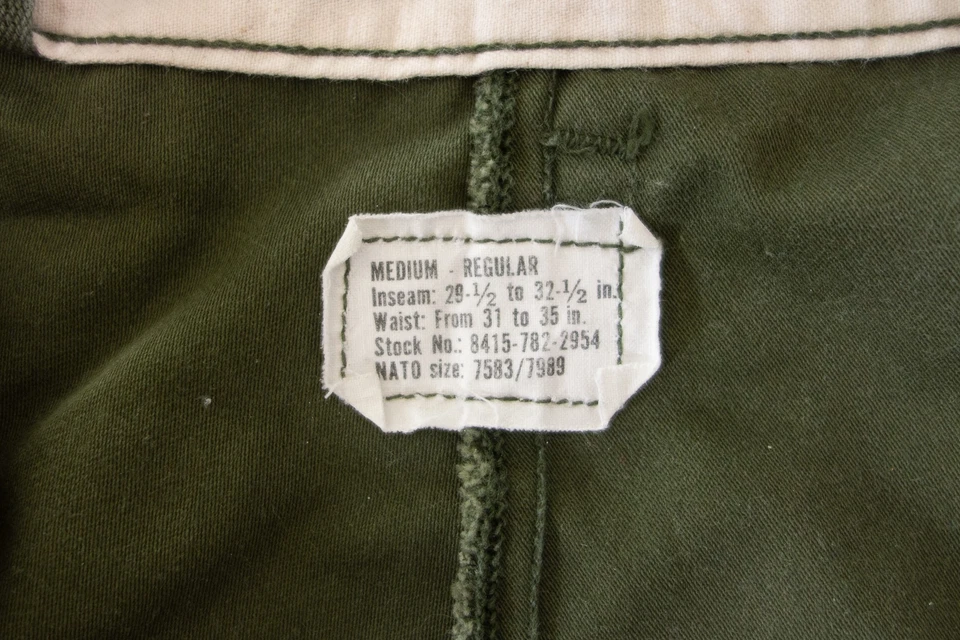 MEDIUM - REGULAR
Inseam: 29-½ to 32-½ in.
Waist: From 31 to 35 in.
Stock No.: 8415-782-2954
NATO size: 7583/7989